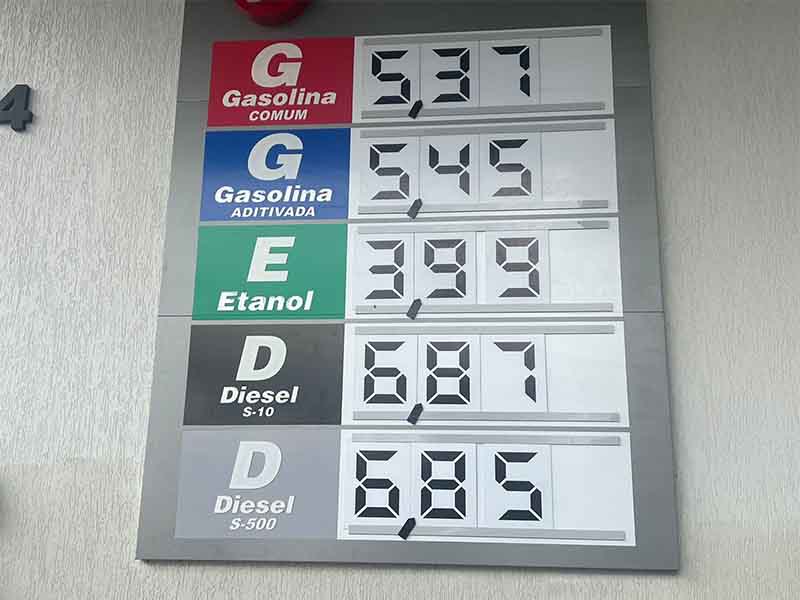 4
G
Gasolina
COMUM
5,37
G
Gasolina
ADITIVADA
5,45
E
Etanol
3,99
D
Diesel
S-10
6,87
D
Diesel
S-500
6,85